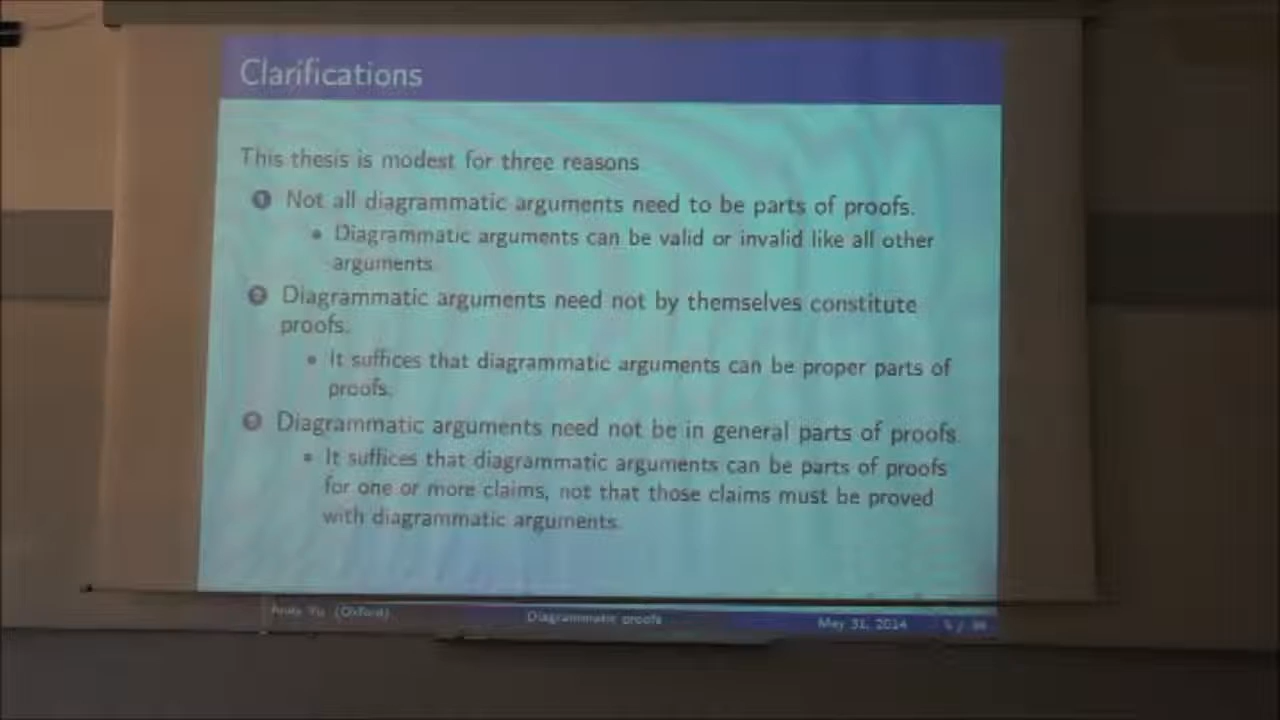 Clarifications
This thesis is modest for three reasons
1 Not all diagrammatic arguments need to be parts of proofs.
• Diagrammatic arguments can be valid or invalid like all other
arguments.
2 Diagrammatic arguments need not by themselves constitute
proofs.
• It suffices that diagrammatic arguments can be proper parts of
proofs.
3 Diagrammatic arguments need not be in general parts of proofs.
• It suffices that diagrammatic arguments can be parts of proofs
for one or more claims, not that those claims must be proved
with diagrammatic arguments.
Yu (Oxford)
Diagrammatic proofs
May 31, 2014